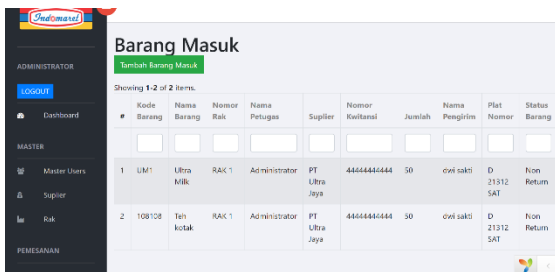 Indomaret
ADMINISTRATOR
LOGOUT
Dashboard
MASTER
Master Users
Suplier
Rak
PEMESANAN
Barang Masuk
Tambah Barang Masuk
Showing 1-2 of 2 items.
# Kode Barang Nama Barang Nomor Rak Nama Petugas Suplier Nomor Kwitansi Jumlah Nama Pengirim Plat Nomor Status Barang
1 UM1 Ultra Milk RAK 1 Administrator PT Ultra Jaya 44444444444 50 dwi sakti D 21312 SAT Non Return
2 108108 Teh kotak RAK 1 Administrator PT Ultra Jaya 44444444444 50 dwi sakti D 21312 SAT Non Return